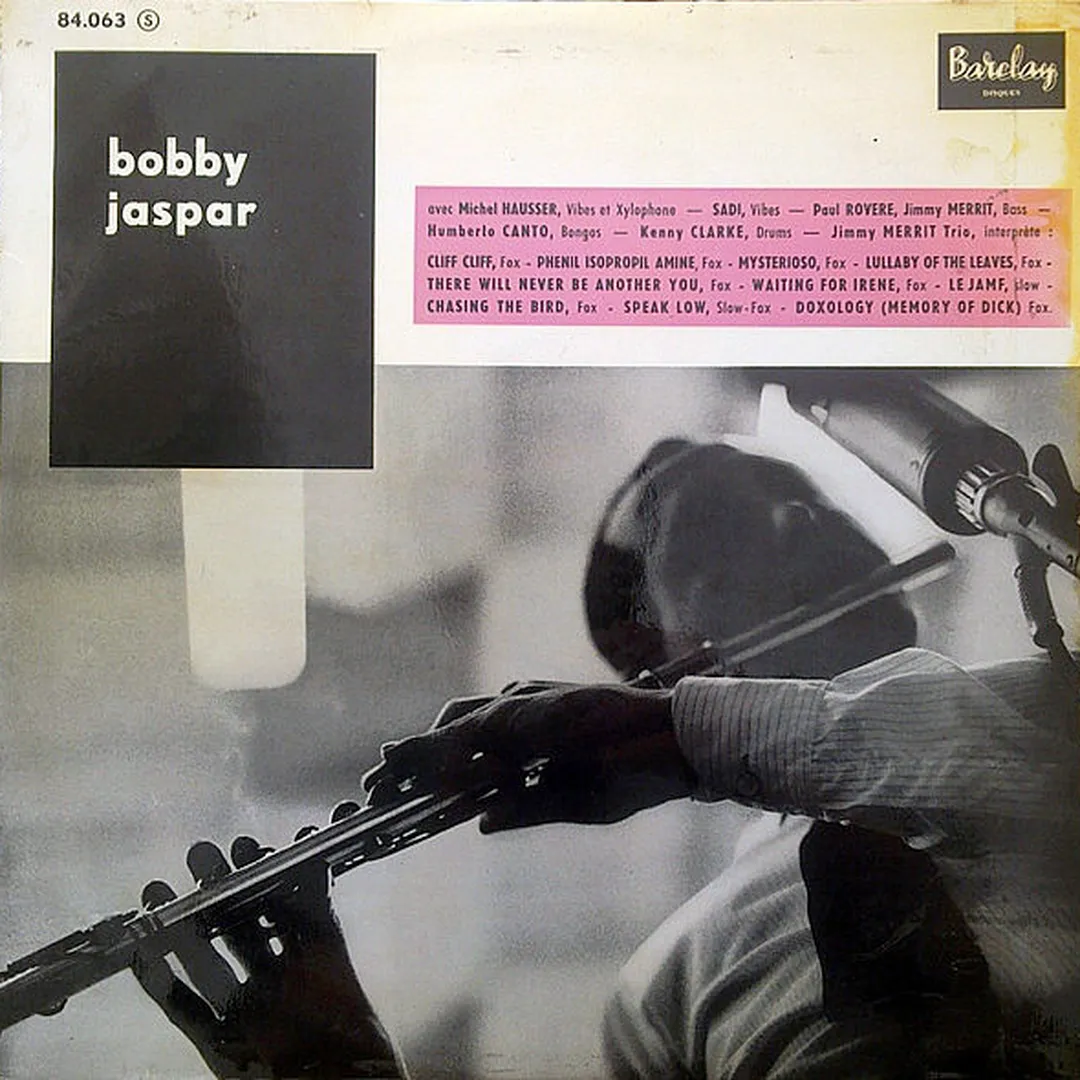 84.063 Ⓢ
Barclay
DISQUES
bobby
jaspar
avec Michel HAUSSER, Vibes et Xylophone — SADI, Vibes — Paul ROVERE, Jimmy MERRIT, Bass —
Humberto CANTO, Bongos — Kenny CLARKE, Drums — Jimmy MERRIT Trio, interprète :
CLIFF CLIFF, Fox - PHENIL ISOPROPIL AMINE, Fox - MYSTERIOSO, Fox - LULLABY OF THE LEAVES, Fox -
THERE WILL NEVER BE ANOTHER YOU, Fox - WAITING FOR IRENE, Fox - LE JAMF, slow -
CHASING THE BIRD, Fox - SPEAK LOW, Slow-Fox - DOXOLOGY (MEMORY OF DICK) Fox.